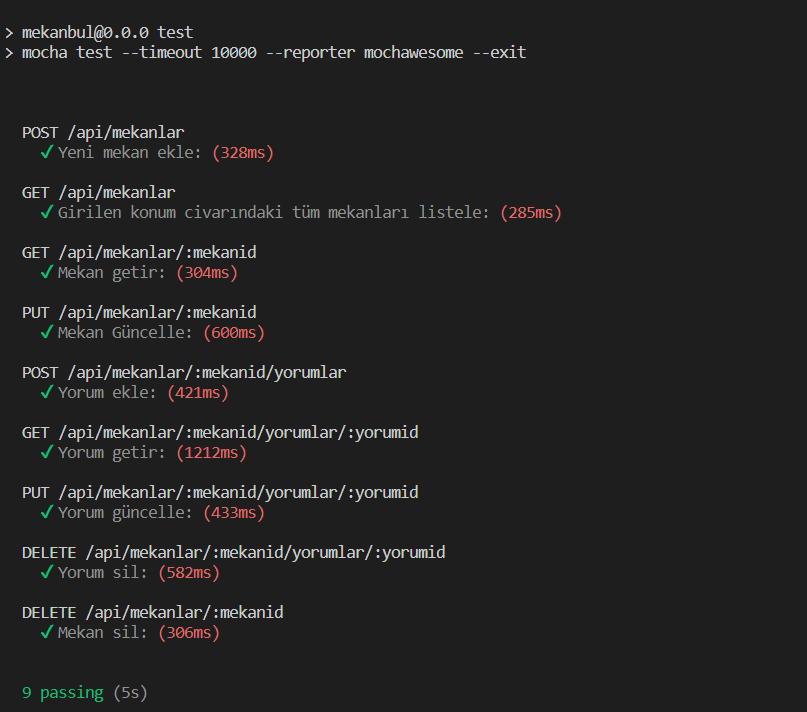 > mekanbul@0.0.0 test
> mocha test --timeout 10000 --reporter mochawesome --exit
POST /api/mekanlar
✓ Yeni mekan ekle: (328ms)
GET /api/mekanlar
✓ Girilen konum civarındaki tüm mekanları listele: (285ms)
GET /api/mekanlar/:mekanid
✓ Mekan getir: (304ms)
PUT /api/mekanlar/:mekanid
✓ Mekan Güncelle: (600ms)
POST /api/mekanlar/:mekanid/yorumlar
✓ Yorum ekle: (421ms)
GET /api/mekanlar/:mekanid/yorumlar/:yorumid
✓ Yorum getir: (1212ms)
PUT /api/mekanlar/:mekanid/yorumlar/:yorumid
✓ Yorum güncelle: (433ms)
DELETE /api/mekanlar/:mekanid/yorumlar/:yorumid
✓ Yorum sil: (582ms)
DELETE /api/mekanlar/:mekanid
✓ Mekan sil: (306ms)
9 passing (5s)